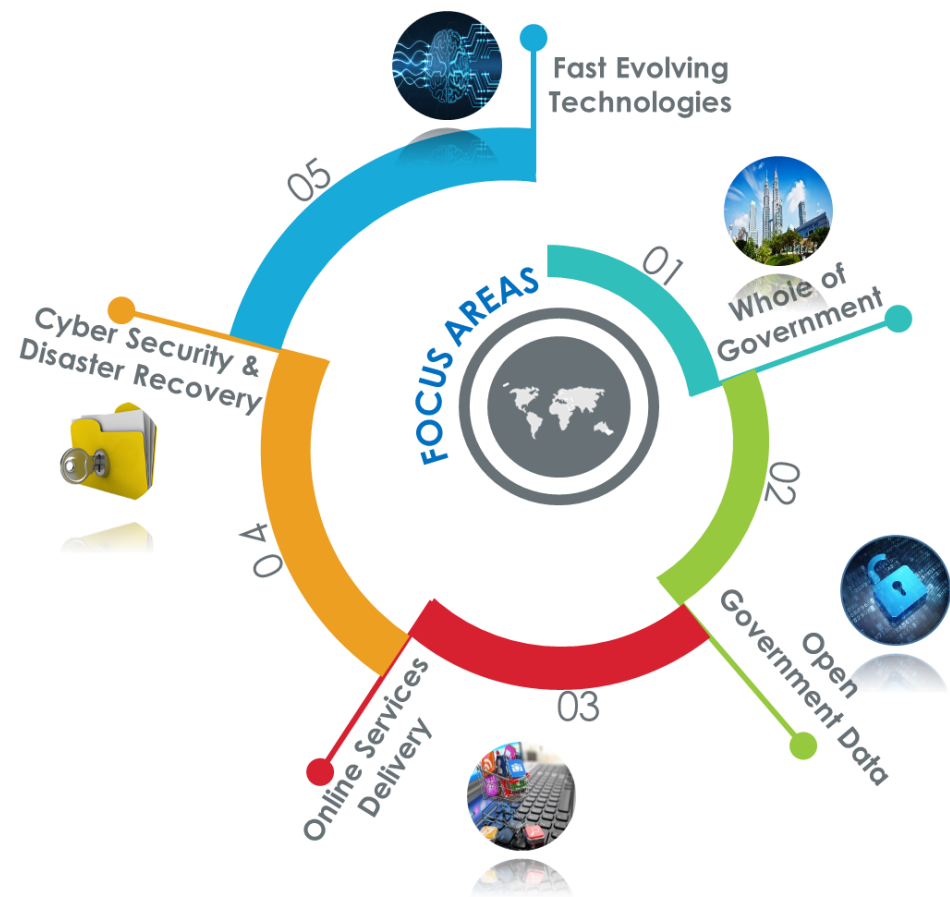 FOCUS AREAS
01
Whole of
Government
02
Open
Government Data
03
Online Services
Delivery
04
Cyber Security &
Disaster Recovery
05
Fast Evolving
Technologies